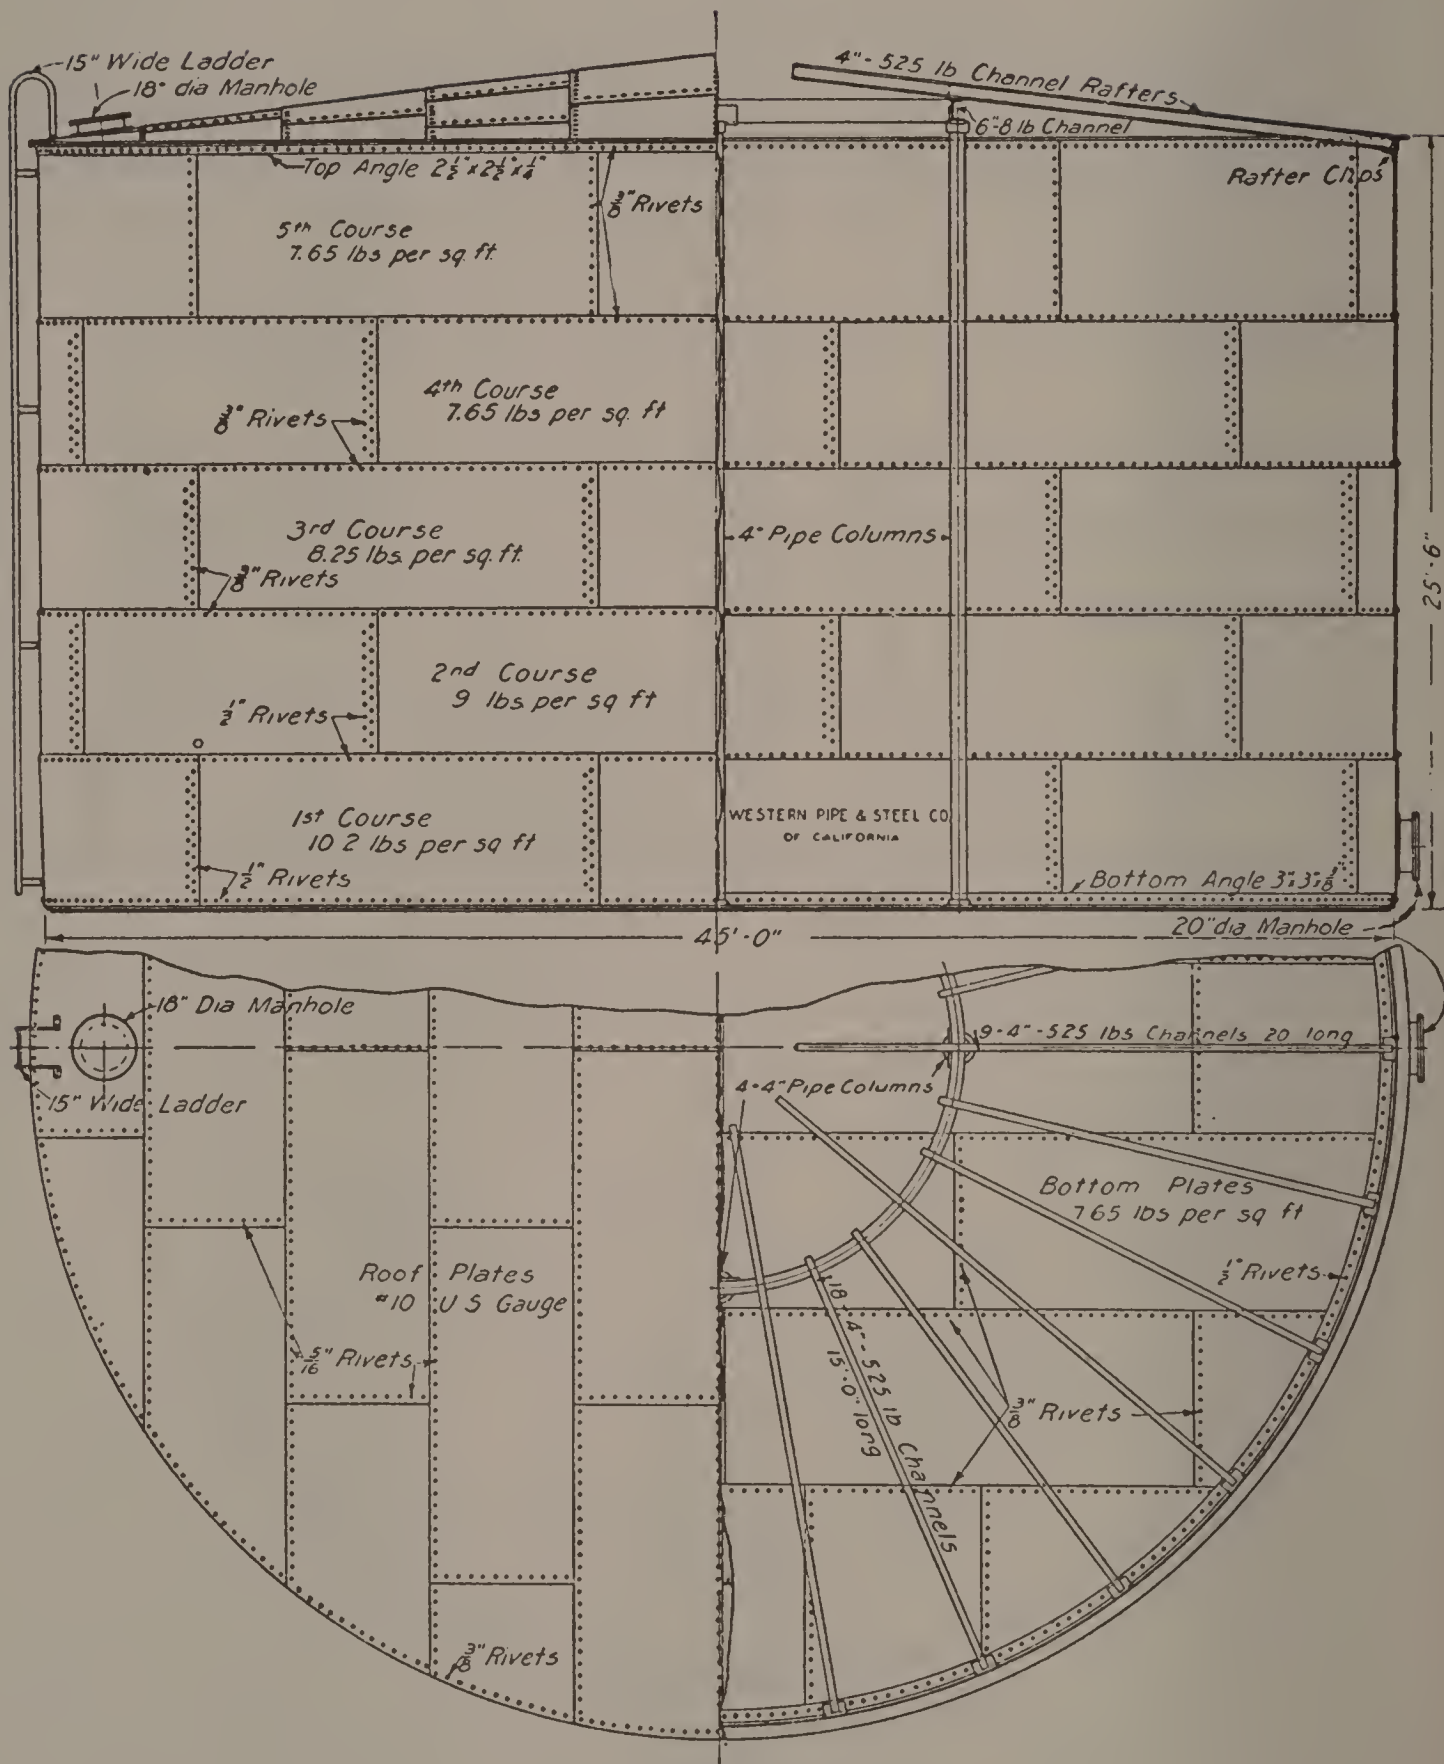 15" Wide Ladder
18" dia Manhole
4"- 525 lb Channel Rafters
6"-8 lb Channel
Top Angle 2½" x 2½" x ¼"
Rafter Clips
⅜" Rivets
5th Course
7.65 lbs per sq. ft.
4th Course
7.65 lbs per sq. ft
⅜" Rivets
3rd Course
8.25 lbs. per sq. ft.
4" Pipe Columns
⅜" Rivets
25'-6"
2nd Course
9 lbs. per sq ft
½" Rivets
1st Course
10 2 lbs per sq ft
WESTERN PIPE & STEEL CO.
OF CALIFORNIA
½" Rivets
Bottom Angle 3"x3"x
45'-0"
20" dia Manhole
18" Dia Manhole
9-4"-525 lbs Channels 20 long
4-4" Pipe Columns
15" Wide Ladder
Bottom Plates
7.65 lbs per sq ft
Roof Plates
#10 U S Gauge
½" Rivets
5/16" Rivets
18-4"-525 lb Channels
15'-0" long
⅜" Rivets
⅜" Rivets